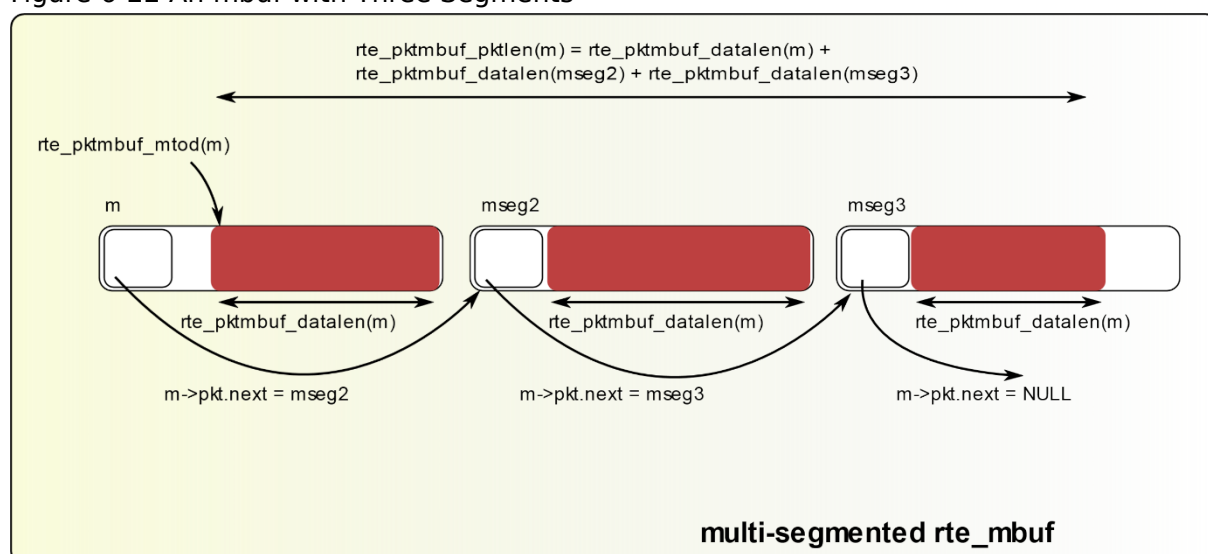 rte_pktmbuf_pktlen(m) = rte_pktmbuf_datalen(m) +
rte_pktmbuf_datalen(mseg2) + rte_pktmbuf_datalen(mseg3)
rte_pktmbuf_mtod(m)
m
mseg2
mseg3
rte_pktmbuf_datalen(m)
rte_pktmbuf_datalen(m)
rte_pktmbuf_datalen(m)
m->pkt.next = mseg2
m->pkt.next = mseg3
m->pkt.next = NULL
multi-segmented rte_mbuf